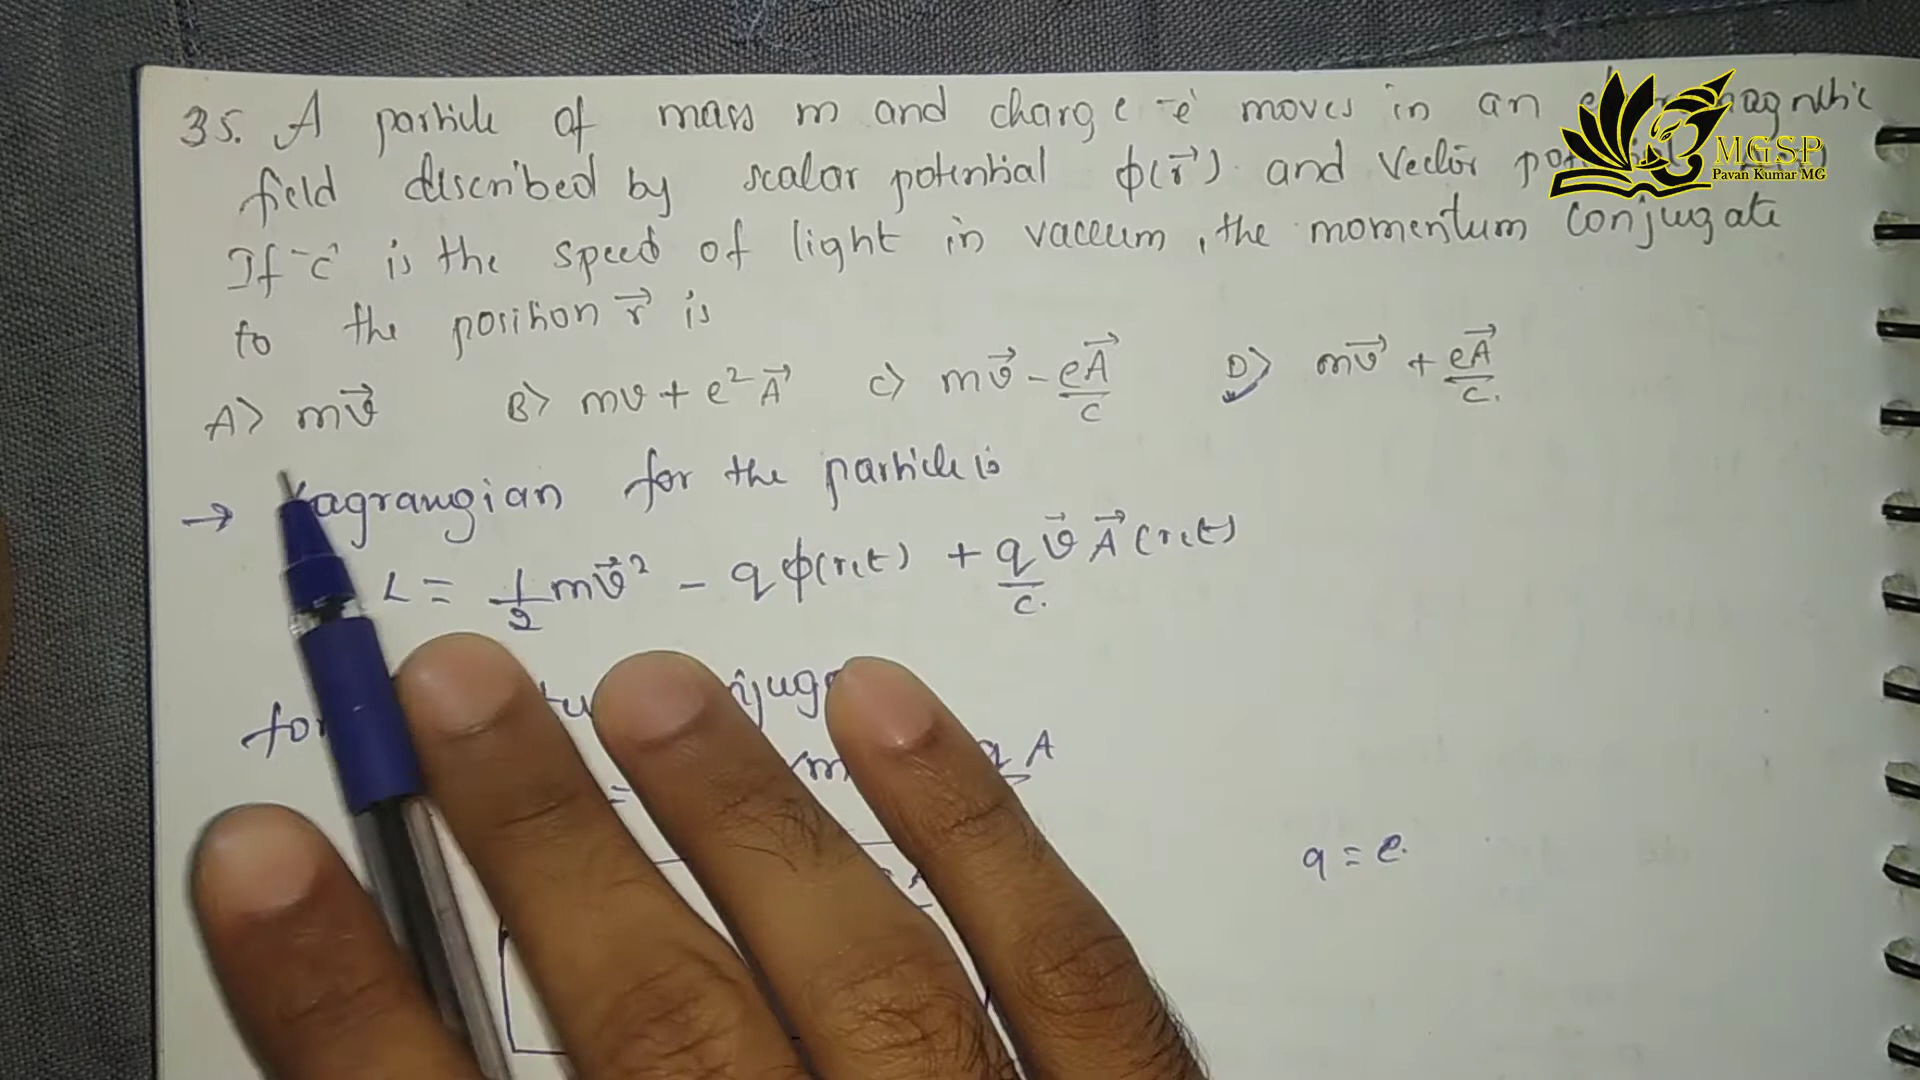 35. A particle of mass m and charge 'e' moves in an
field described by scalar potential ϕ(r⃗) and Vector
If 'c' is the speed of light in vaccum, the momentum conjugate
to the position r⃗ is
A> mv⃗ B> mv + e²A⃗ C> mv⃗ - eA⃗/c D> mv⃗ + eA⃗/c.
→ Lagrangian for the particle is
L = 1/2 mv⃗² - qϕ(r,t) + q/c. v⃗ A⃗(r,t)
q A
q = e.
MGSP
Pavan Kumar MG